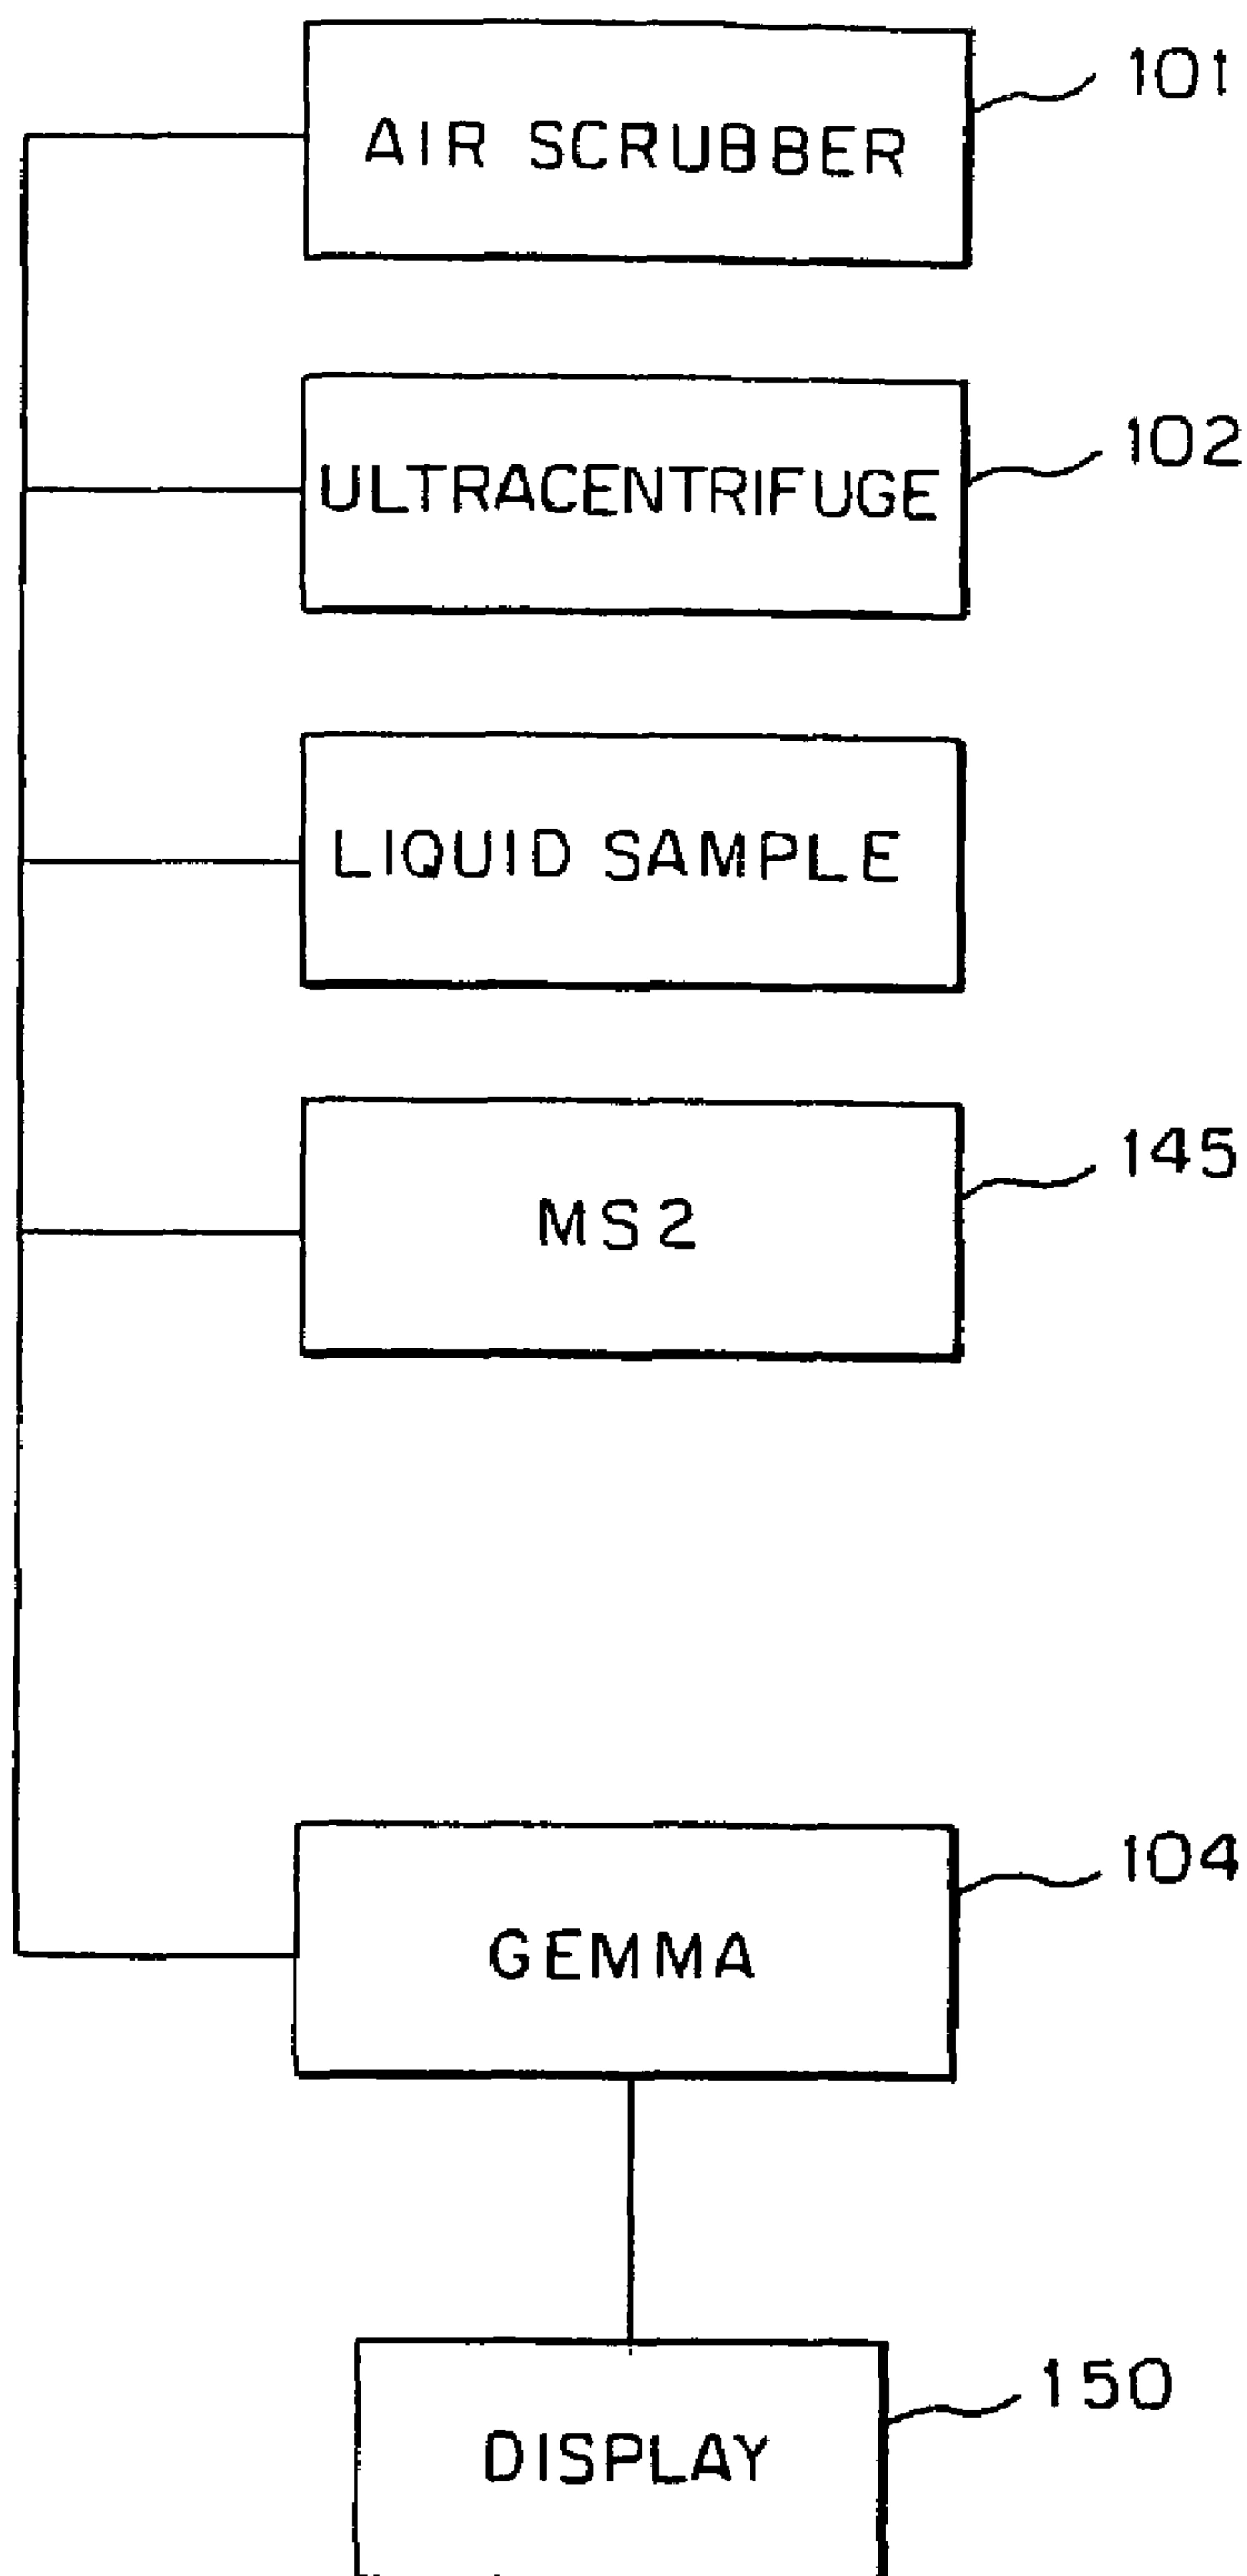 101
AIR SCRUBBER
102
ULTRACENTRIFUGE
LIQUID SAMPLE
145
MS2
104
GEMMA
150
DISPLAY